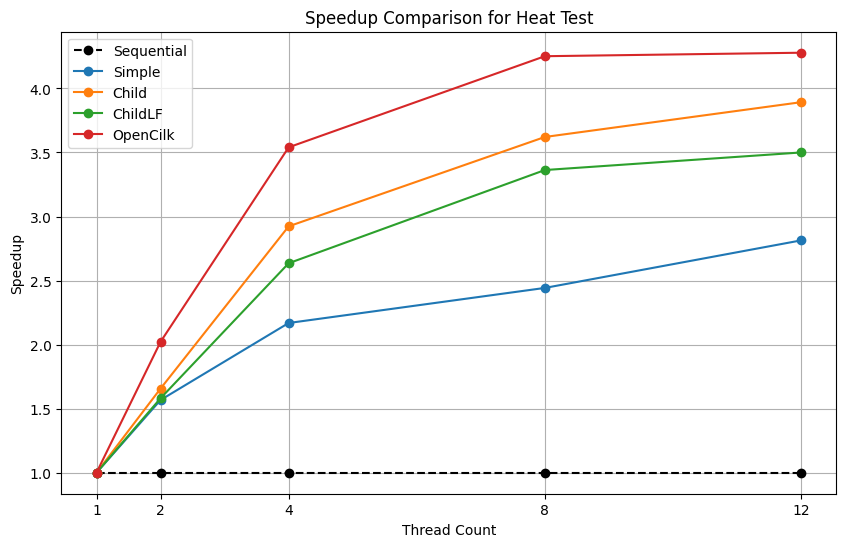 Speedup Comparison for Heat Test
Sequential
Simple
Child
ChildLF
OpenCilk
Speedup
4.0
3.5
3.0
2.5
2.0
1.5
1.0
1 2 4 8 12
Thread Count